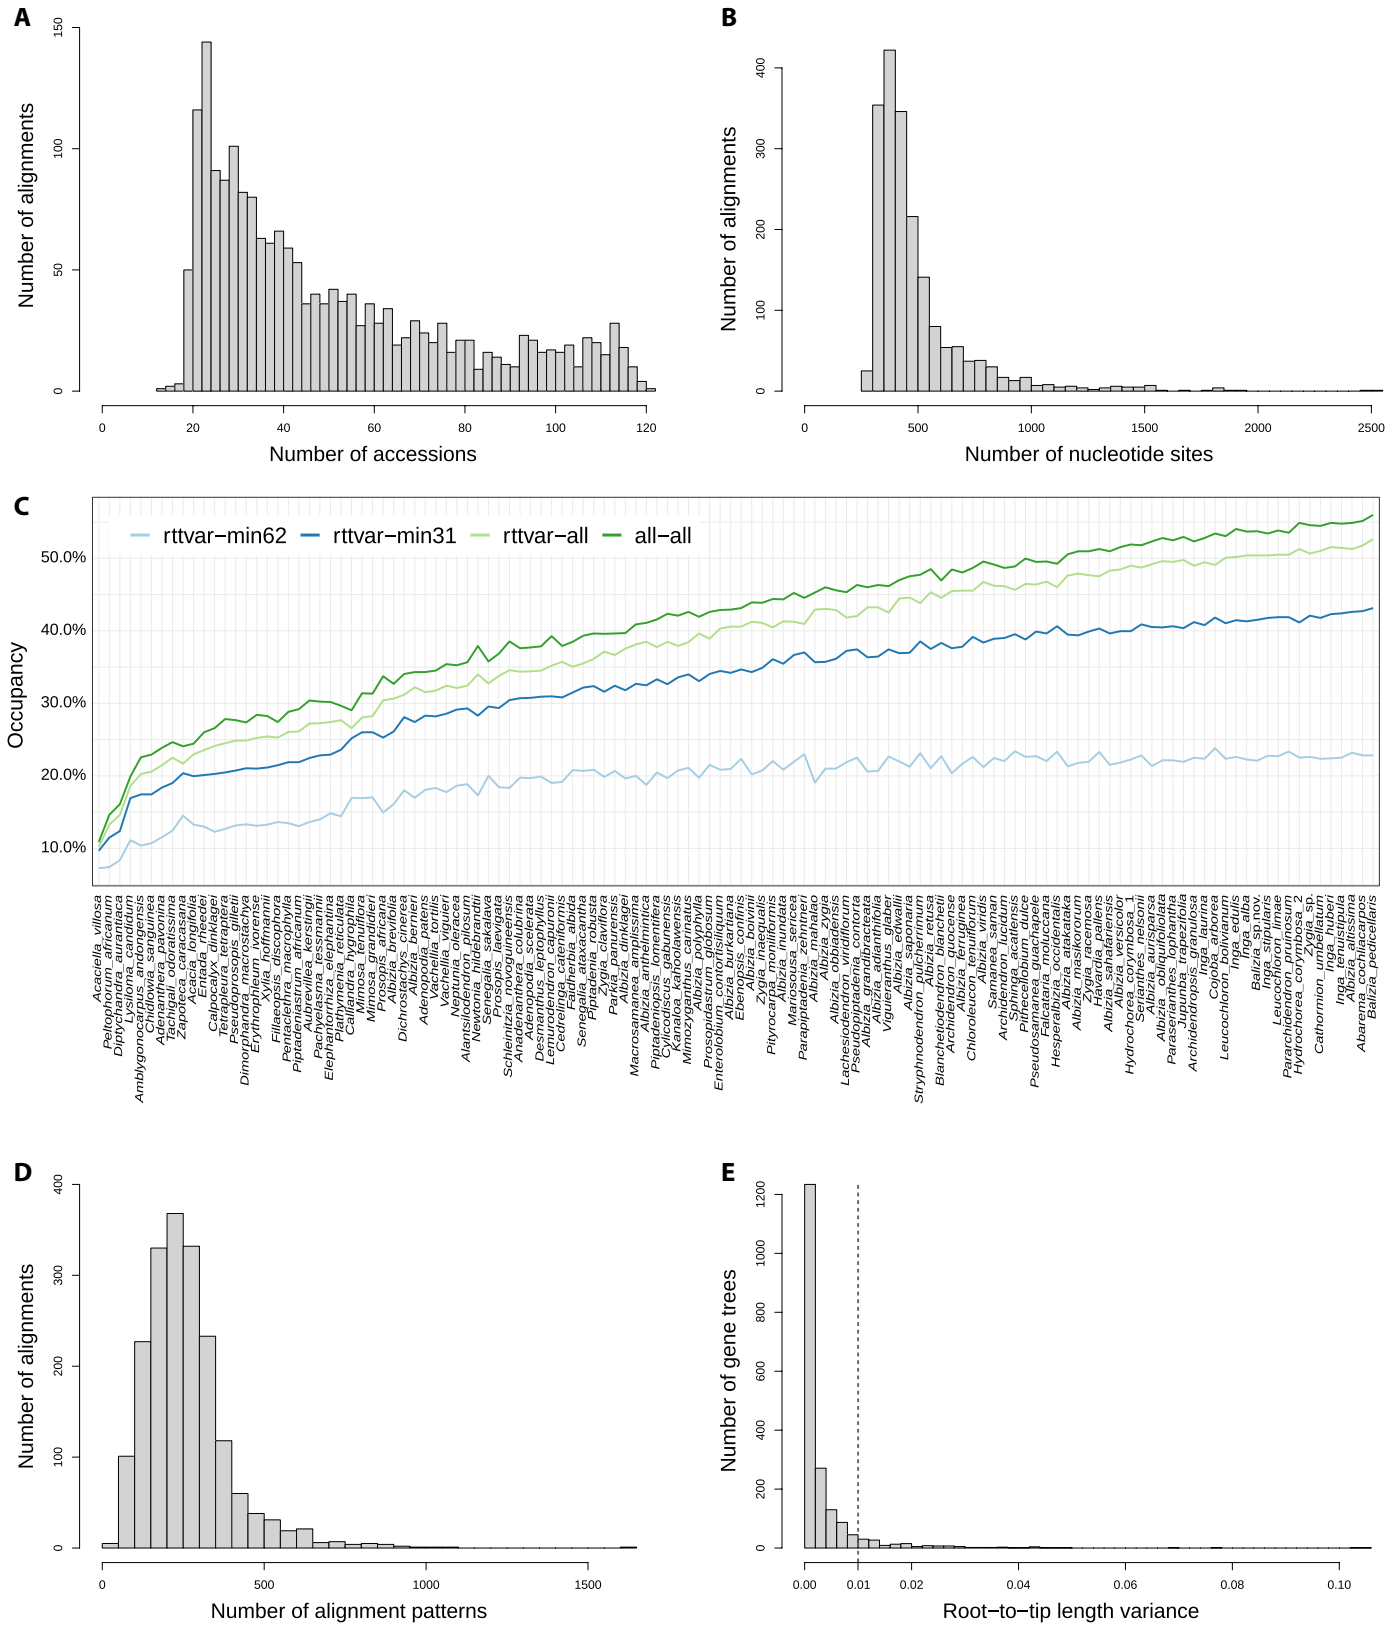 A
Number of alignments
0
50
100
150
0
20
40
60
80
100
120
Number of accessions
B
Number of alignments
0
100
200
300
400
0
500
1000
1500
2000
2500
Number of nucleotide sites
C
rttvar−min62
rttvar−min31
rttvar−all
all−all
Occupancy
50.0%
40.0%
30.0%
20.0%
10.0%
Acaciella_villosa
Peltophorum_africanum
Diptychandra_aurantiaca
Lysiloma_candidum
Amblygonocarpus_andogensis
Chidlowia_sanguinea
Adenanthera_pavonina
Tachigali_odoratissima
Zapoteca_caracasana
Acacia_longifolia
Entada_rheedei
Calpocalyx_dinklagei
Tetrapleura_tetraptera
Pseudoprosopis_gilletii
Dimorphandra_macrostachya
Erythrophleum_ivorense
Xylia_hoffmannii
Fillaeopsis_discophora
Pentaclethra_macrophylla
Piptadeniastrum_africanum
Aubrevillea_kerstingii
Pachyelasma_tessmannii
Elephantorrhiza_elephantina
Plathymenia_reticulata
Calliandra_hygrophila
Mimosa_tenuiflora
Mimosa_grandidieri
Prosopis_africana
Albizia_brevifolia
Dichrostachys_cinerea
Albizia_bernieri
Adenopodia_patens
Vachellia_tortilis
Vachellia_viguieri
Neptunia_oleracea
Alantsilodendron_pilosum
Newtonia_hildebrandtii
Senegalia_sakalava
Prosopis_laevigata
Schleinitzia_novoguineensis
Anadenanthera_colubrina
Adenopodia_scelerata
Desmanthus_leptophyllus
Lemurodendron_capuronii
Cedrelinga_cateniformis
Faidherbia_albida
Senegalia_ataxacantha
Piptadenia_robusta
Zygia_claviflora
Parkia_panurensis
Albizia_dinklagei
Macrosamanea_amplissima
Albizia_anthelmintica
Piptadeniopsis_lomentifera
Cylicodiscus_gabunensis
Kanaloa_kahoolawensis
Mimozyganthus_carinatus
Albizia_polyphylla
Prosopidastrum_globosum
Enterolobium_contortisiliquum
Albizia_burttiana
Ebenopsis_confinis
Albizia_boivinii
Zygia_inaequalis
Pityrocarpa_moniliformis
Albizia_inundata
Mariosousa_sericea
Parapiptadenia_zehntneri
Albizia_mahalao
Albizia_Zygia
Albizia_obbiadensis
Lachesiodendron_viridiflorum
Pseudopiptadenia_contorta
Albizia_grandibracteata
Albizia_adianthifolia
Viguieranthus_glaber
Albizia_edwallii
Albizia_saponaria
Stryphnodendron_pulcherrimum
Albizia_retusa
Blanchetiodendron_blanchetii
Archidendron_quocense
Albizia_ferruginea
Chloroleucon_tenuiflorum
Albizia_aylmeri
Samanea_saman
Archidendron_lucidum
Sphinga_acatlensis
Pithecellobium_dulce
Pseudosamanea_guachapele
Falcataria_moluccana
Hesperalbizia_occidentalis
Albizia_atakataka
Albizia_masikororum
Zygia_racemosa
Havardia_pallens
Albizia_sahafariensis
Albizia_versicolor
Hydrochorea_corymbosa_1
Serianthes_nelsonii
Albizia_aurisparsa
Albizia_subdimidiata
Paraserianthes_lophantha
Jupunba_trapezifolia
Archidendropsis_granulosa
Inga_laurina
Cojoba_arborea
Leucochloron_bolivianum
Inga_edulis
Inga_alba
Balizia_sp.nov.
Inga_stipularis
Leucochloron_limae
Pararchidendron_pruinosum
Hydrochorea_corymbosa_2
Zygia_sp.
Cathormion_umbellatum
Inga_huberi
Inga_tenuistipula
Albizia_altissima
Abarema_cochliacarpos
Balizia_pedicellaris
D
Number of alignments
0
100
200
300
400
0
500
1000
1500
Number of alignment patterns
E
Number of gene trees
0
200
400
600
800
1000
1200
0.00
0.01
0.02
0.04
0.06
0.08
0.10
Root−to−tip length variance